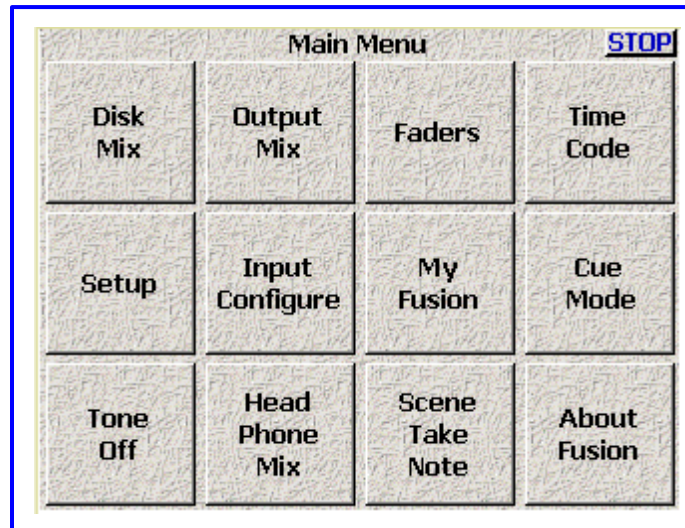 Main Menu STOP
Disk
Mix
Output
Mix
Faders
Time
Code
Setup
Input
Configure
My
Fusion
Cue
Mode
Tone
Off
Head
Phone
Mix
Scene
Take
Note
About
Fusion